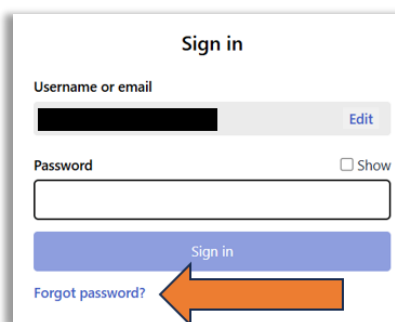 Sign in
Username or email
Edit
Password Show
Sign in
Forgot password?